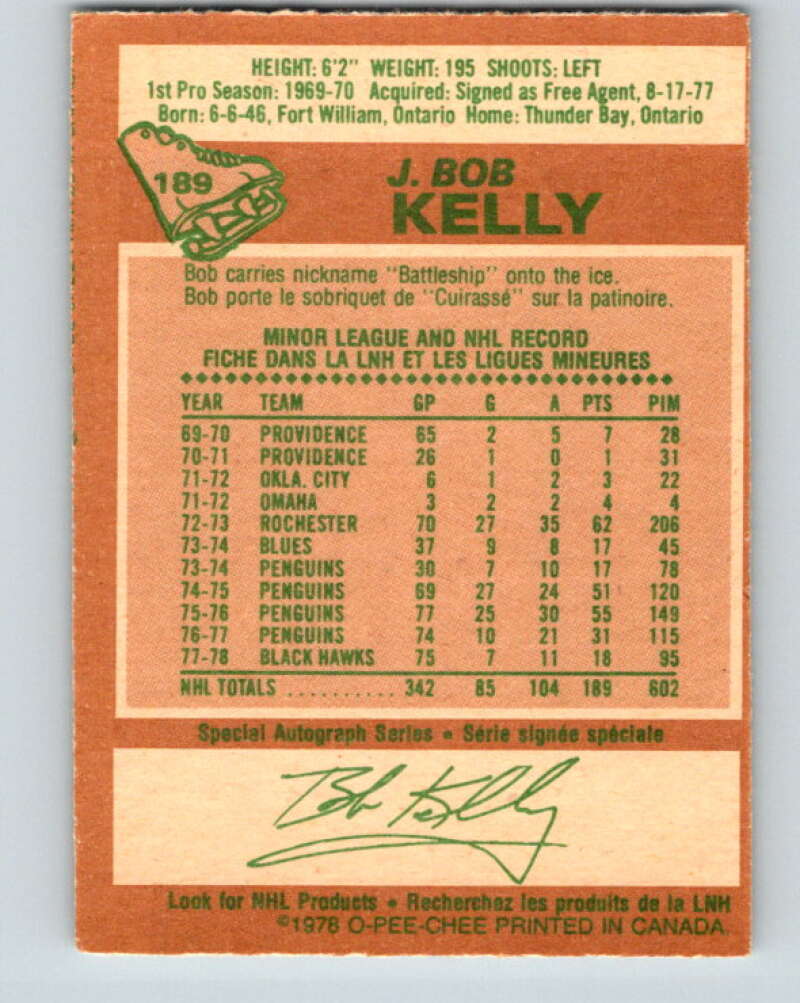 HEIGHT: 6'2" WEIGHT: 195 SHOOTS: LEFT
1st Pro Season: 1969-70 Acquired: Signed as Free Agent, 8-17-77
Born: 6-6-46, Fort William, Ontario Home: Thunder Bay, Ontario
189
J. BOB
KELLY
Bob carries nickname "Battleship" onto the ice.
Bob porte le sobriquet de "Cuirassé" sur la patinoire.
MINOR LEAGUE AND NHL RECORD
FICHE DANS LA LNH ET LES LIGUES MINEURES
YEAR TEAM GP G A PTS PIM
69-70 PROVIDENCE 65 2 5 7 28
70-71 PROVIDENCE 26 1 0 1 31
71-72 OKLA. CITY 6 1 2 3 22
71-72 OMAHA 3 2 2 4 4
72-73 ROCHESTER 70 27 35 62 206
73-74 BLUES 37 9 8 17 45
73-74 PENGUINS 30 7 10 17 78
74-75 PENGUINS 69 27 24 51 120
75-76 PENGUINS 77 25 30 55 149
76-77 PENGUINS 74 10 21 31 115
77-78 BLACK HAWKS 75 7 11 18 95
NHL TOTALS .......... 342 85 104 189 602
Special Autograph Series • Série signée spéciale
Bob Kelly
Look for NHL Products • Recherchez les produits de la LNH
©1978 O-PEE-CHEE PRINTED IN CANADA.